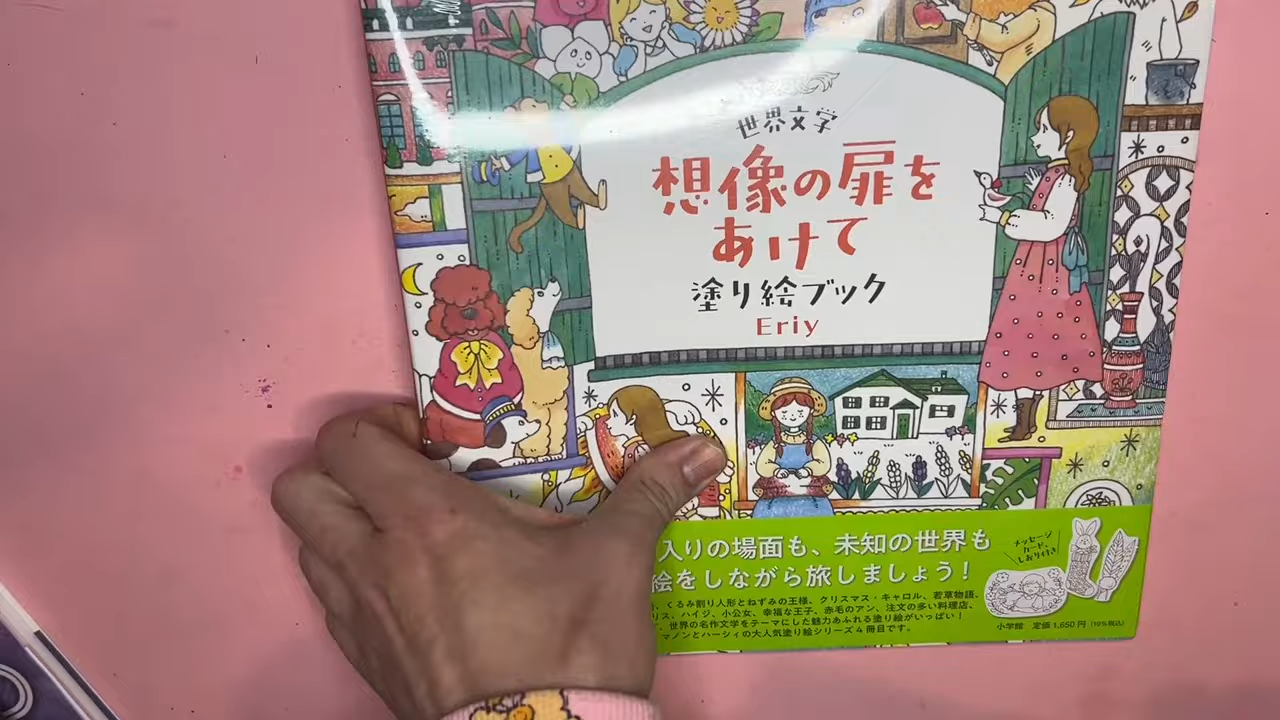 世界文学
想像の扉を
あけて
塗り絵ブック
Eriy
入りの場面も、未知の世界も
絵をしながら旅しましょう!
メッセージ
カード、
しおり付き
くるみ割り人形とねずみの王様、クリスマス・キャロル、若草物語、
リス、ハイジ、小公女、幸福な王子、赤毛のアン、注文の多い料理店、
世界の名作文学をテーマにした魅力あふれる塗り絵がいっぱい!
マノンとハーシィの大人気塗り絵シリーズ4冊目です。
小学館 定価1,650円(10%税込)